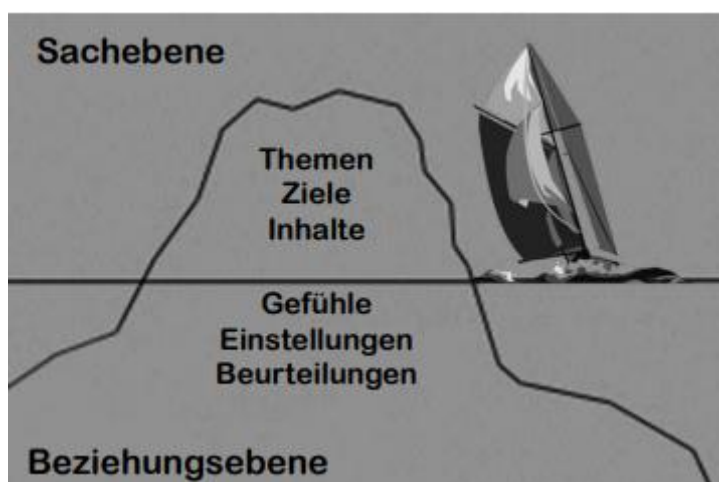 Sachebene
Themen
Ziele
Inhalte
Gefühle
Einstellungen
Beurteilungen
Beziehungsebene